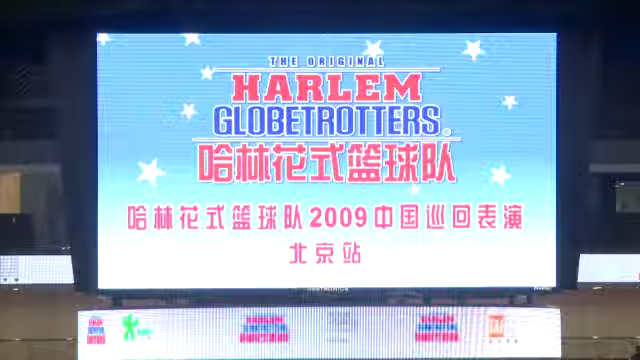 THE ORIGINAL
HARLEM
GLOBETROTTERS
哈林花式篮球队
哈林花式篮球队2009中国巡回表演
北京站